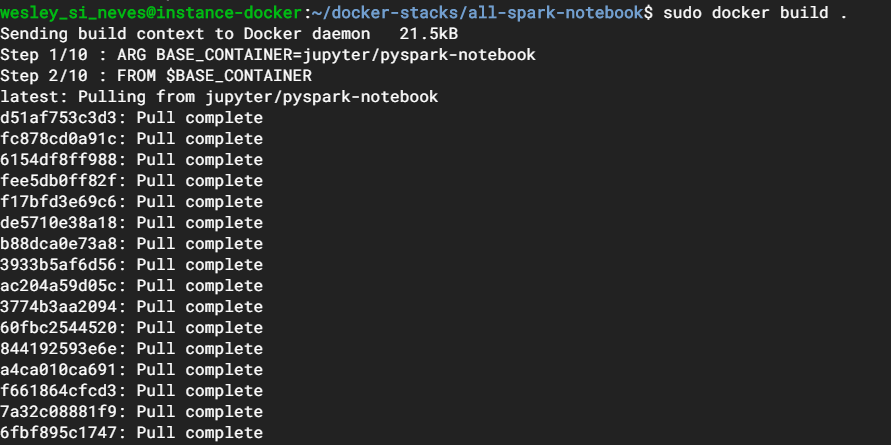 wesley_si_neves@instance-docker:~/docker-stacks/all-spark-notebook$ sudo docker build .
Sending build context to Docker daemon   21.5kB
Step 1/10 : ARG BASE_CONTAINER=jupyter/pyspark-notebook
Step 2/10 : FROM $BASE_CONTAINER
latest: Pulling from jupyter/pyspark-notebook
d51af753c3d3: Pull complete
fc878cd0a91c: Pull complete
6154df8ff988: Pull complete
fee5db0ff82f: Pull complete
f17bfd3e69c6: Pull complete
de5710e38a18: Pull complete
b88dca0e73a8: Pull complete
3933b5af6d56: Pull complete
ac204a59d05c: Pull complete
3774b3aa2094: Pull complete
60fbc2544520: Pull complete
844192593e6e: Pull complete
a4ca010ca691: Pull complete
f661864cfcd3: Pull complete
7a32c08881f9: Pull complete
6fbf895c1747: Pull complete